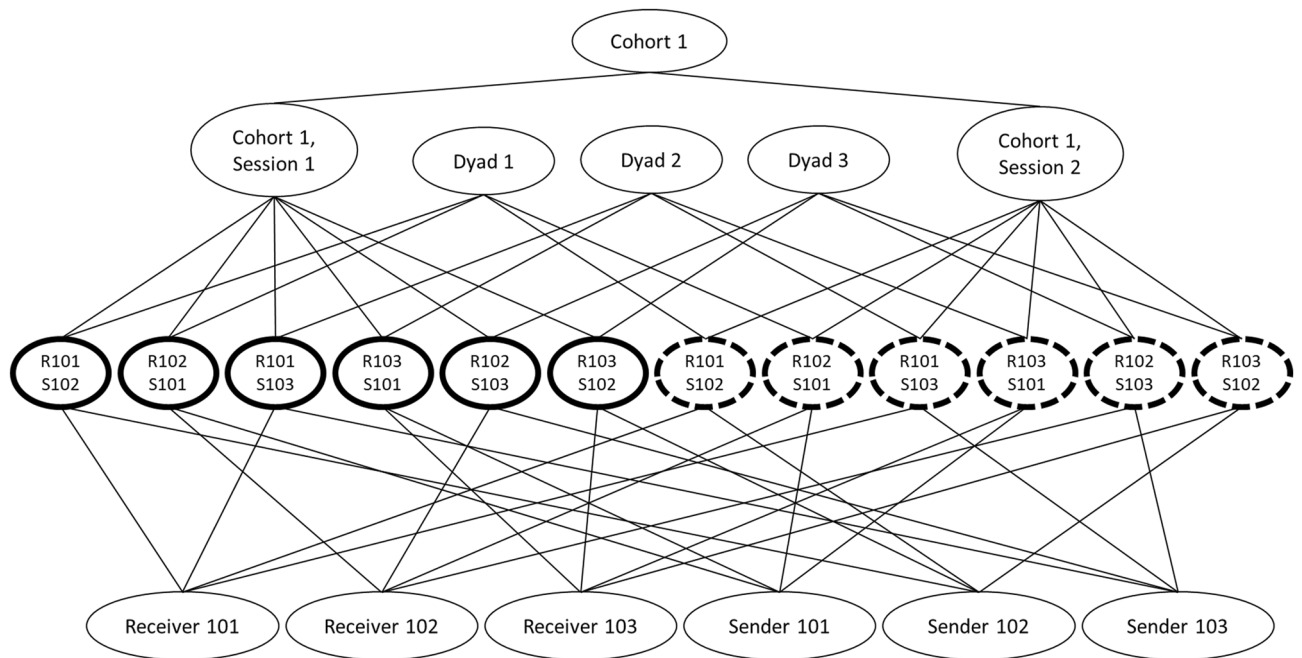 Cohort 1
Cohort 1,
Session 1
Dyad 1
Dyad 2
Dyad 3
Cohort 1,
Session 2
R101
S102
R102
S101
R101
S103
R103
S101
R102
S103
R103
S102
R101
S102
R102
S101
R101
S103
R103
S101
R102
S103
R103
S102
Receiver 101
Receiver 102
Receiver 103
Sender 101
Sender 102
Sender 103